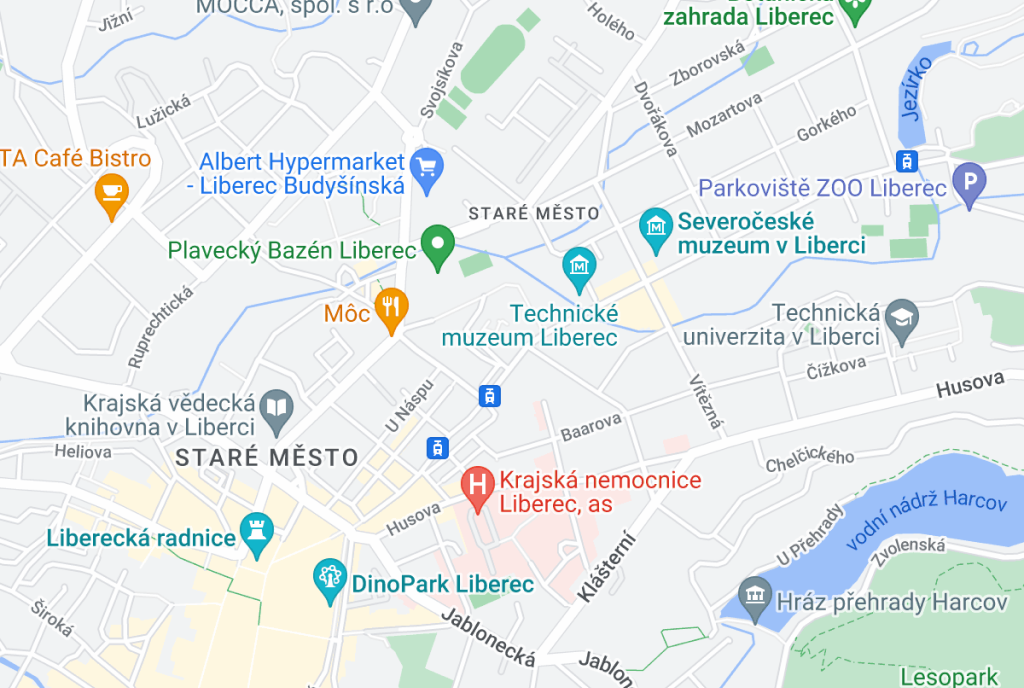 MOCCA, spol. s r.o
Botanická
zahrada Liberec
Jižní
Holého
Svojsíkova
Zborovská
Jezírko
Lužická
Dvořákova
Mozartova
Gorkého
TA Café Bistro
Albert Hypermarket
- Liberec Budyšínská
Parkoviště ZOO Liberec
P
STARÉ MĚSTO
Severočeské
muzeum v Liberci
Plavecký Bazén Liberec
Technické
muzeum Liberec
Môc
Ruprechtická
Technická
univerzita v Liberci
Čížkova
Husova
Vítězná
U Náspu
Krajská vědecká
knihovna v Liberci
Baarova
Heliova
STARÉ MĚSTO
Chelčického
H
Krajská nemocnice
Liberec, as
Husova
vodní nádrž Harcov
U Přehrady
Zvolenská
Liberecká radnice
Klášterní
DinoPark Liberec
Hráz přehrady Harcov
Široká
Jablonecká
Jablon
Lesopark